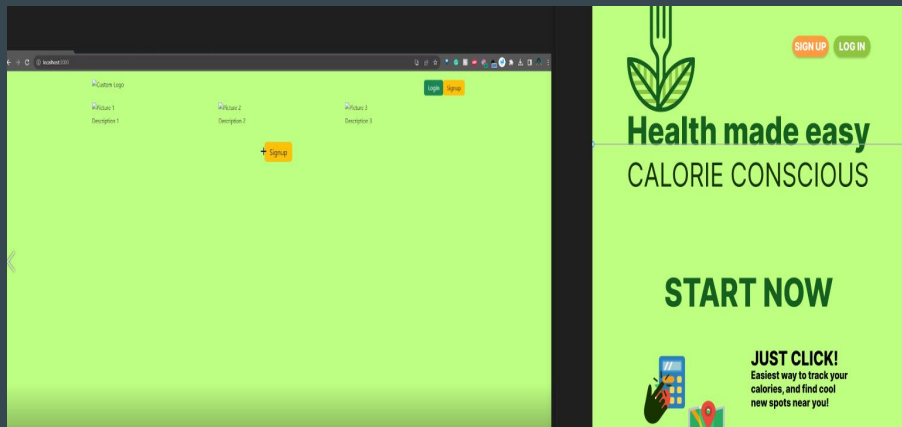 localhost:3000
Custom Logo
Login Signup
Picture 1 Picture 2 Picture 3
Description 1 Description 2 Description 3
Signup
SIGN UP LOG IN
Health made easy
CALORIE CONSCIOUS
START NOW
JUST CLICK!
Easiest way to track your
calories, and find cool
new spots near you!